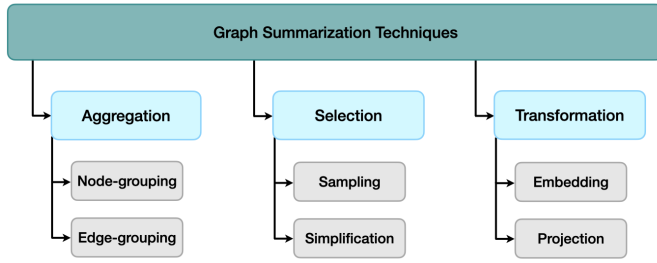 Graph Summarization Techniques
Aggregation
Node-grouping
Edge-grouping
Selection
Sampling
Simplification
Transformation
Embedding
Projection